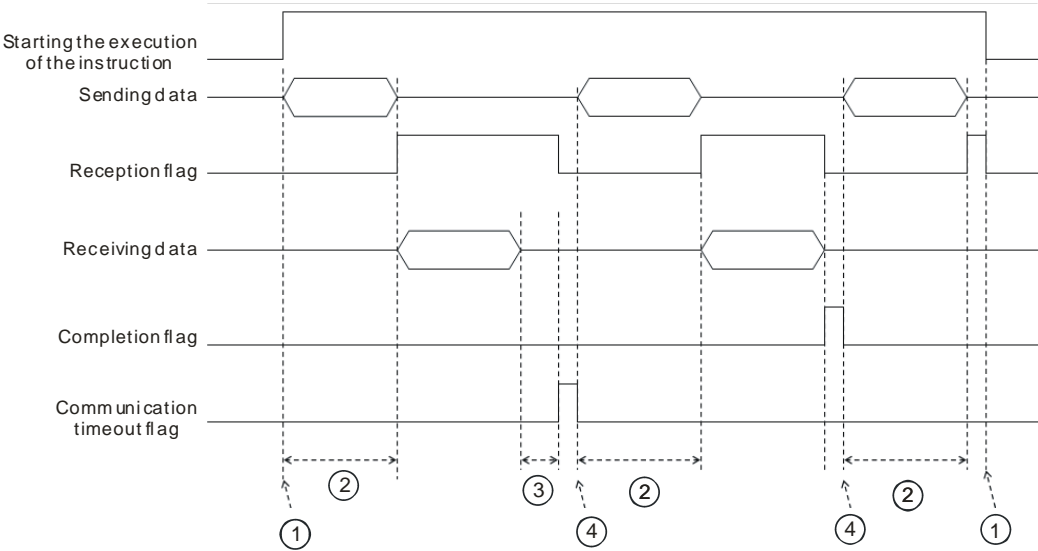 Starting the execution
of the instruction
Sending data
Reception flag
Receiving data
Completion flag
Communication
timeout flag
2 3 2 2
1 4 4 1